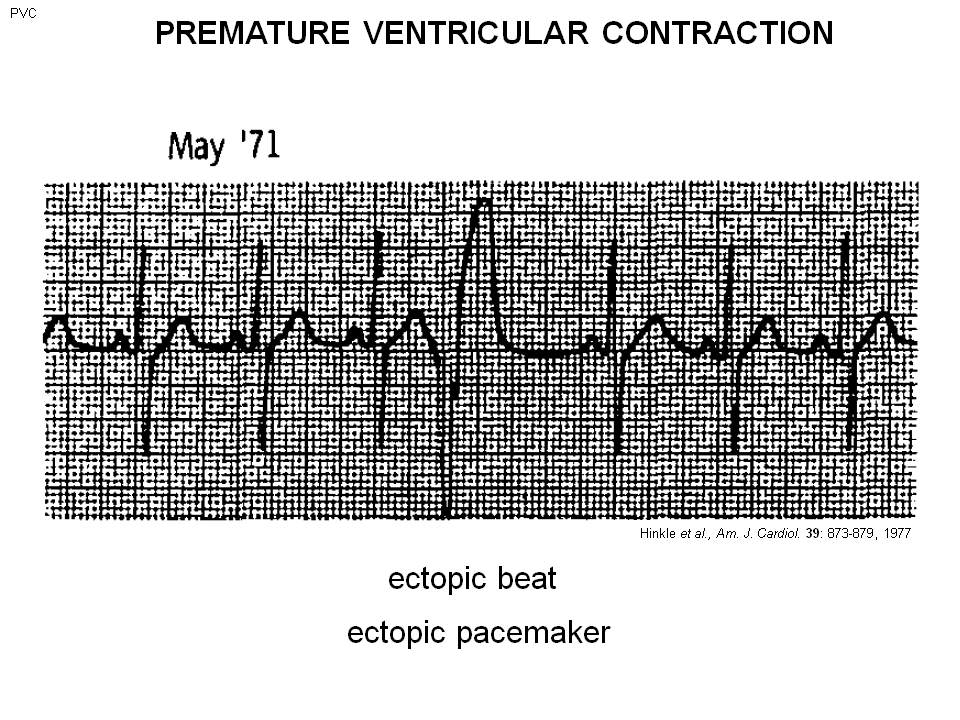 PVC
PREMATURE VENTRICULAR CONTRACTION
May '71
Hinkle et al., Am. J. Cardiol. 39: 873-879, 1977
ectopic beat
ectopic pacemaker